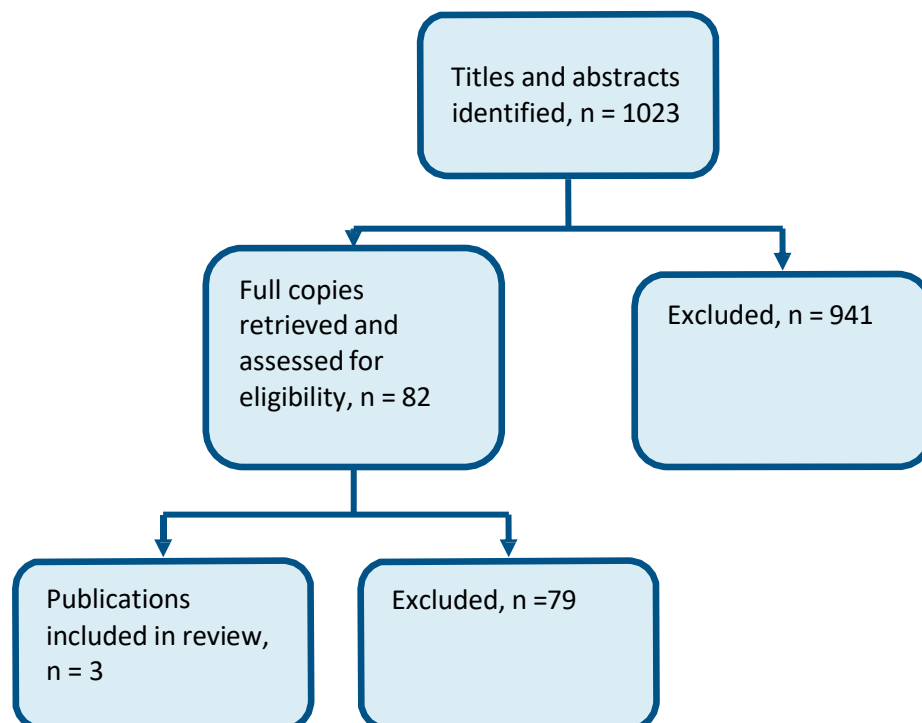 Titles and abstracts
identified, n = 1023
Full copies
retrieved and
assessed for
eligibility, n = 82
Excluded, n = 941
Publications
included in review,
n = 3
Excluded, n =79